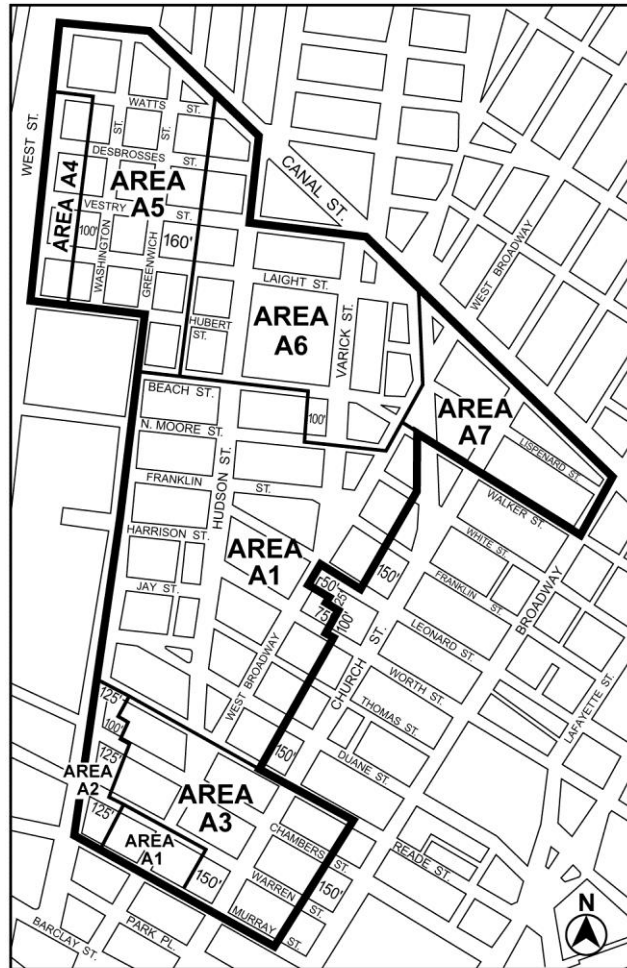 WATTS
ST.
ST.
ST.
DESBROSSES
ST.
WEST ST.
AREA A4
AREA
A5
CANAL ST.
VESTRY
ST.
100'
WASHINGTON
GREENWICH
160'
WEST BROADWAY
LAIGHT ST.
HUBERT
ST.
AREA
A6
VARICK ST.
BEACH ST.
100'
AREA
A7
N. MOORE ST.
LISPENARD ST.
HUDSON ST.
FRANKLIN
ST.
WALKER ST.
HARRISON ST.
AREA
A1
WHITE ST.
150'
BROADWAY
50'
25'
FRANKLIN
ST.
JAY ST.
75'
100'
LEONARD ST.
CHURCH ST.
WEST BROADWAY
WORTH ST.
LAFAYETTE ST.
THOMAS ST.
125'
100'
150'
DUANE ST.
125'
AREA
A2
AREA
A3
125'
CHAMBERS ST.
READE ST.
AREA
A1
150'
WARREN ST.
150'
MURRAY ST.
PARK PL.
BARCLAY ST.
N